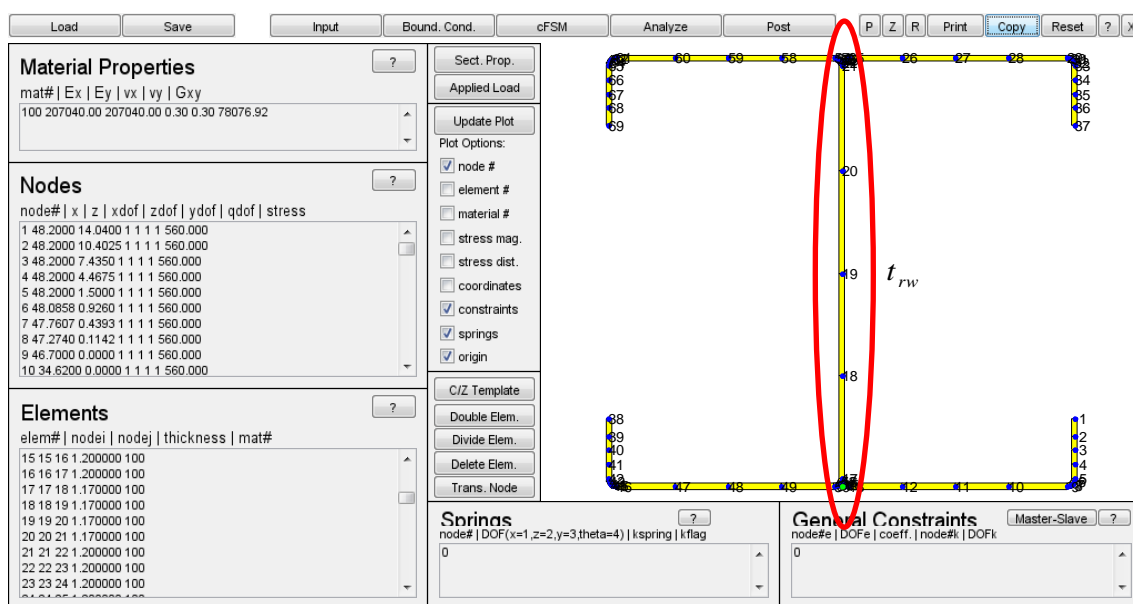 Load Save Input Bound. Cond. cFSM Analyze Post P Z R Print Copy Reset ? X
Material Properties ?
mat# | Ex | Ey | vx | vy | Gxy
100 207040.00 207040.00 0.30 0.30 78076.92
Nodes ?
node# | x | z | xdof | zdof | ydof | qdof | stress
1 48.2000 14.0400 1 1 1 1 560.000
2 48.2000 10.4025 1 1 1 1 560.000
3 48.2000 7.4350 1 1 1 1 560.000
4 48.2000 4.4675 1 1 1 1 560.000
5 48.2000 1.5000 1 1 1 1 560.000
6 48.0858 0.9260 1 1 1 1 560.000
7 47.7607 0.4393 1 1 1 1 560.000
8 47.2740 0.1142 1 1 1 1 560.000
9 46.7000 0.0000 1 1 1 1 560.000
10 34.6200 0.0000 1 1 1 1 560.000
Elements ?
elem# | nodei | nodej | thickness | mat#
15 15 16 1.200000 100
16 16 17 1.200000 100
17 17 18 1.170000 100
18 18 19 1.170000 100
19 19 20 1.170000 100
20 20 21 1.170000 100
21 21 22 1.200000 100
22 22 23 1.200000 100
23 23 24 1.200000 100
Sect. Prop.
Applied Load
Update Plot
Plot Options:
node #
element #
material #
stress mag.
stress dist.
coordinates
constraints
springs
origin
C/Z Template
Double Elem.
Divide Elem.
Delete Elem.
Trans. Node
60 59 58 26 27 28
66 34
67 35
68 36
69 37
20
19
t rw
18
38 1
39 2
40 3
41 4
47 48 49 12 11 10
Springs ?
node# | DOF(x=1,z=2,y=3,theta=4) | kspring | kflag
0
General Constraints Master-Slave ?
node#e | DOFe | coeff. | node#k | DOFk
0